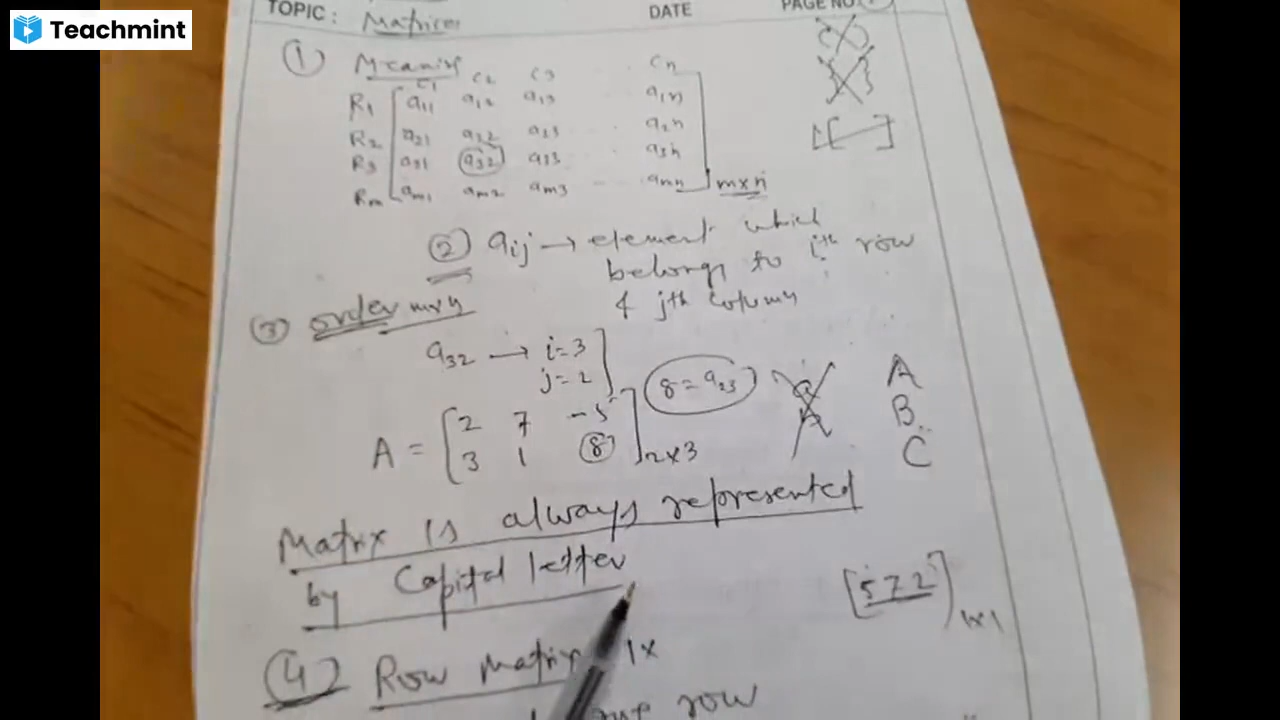 Teachmint
TOPIC : Matrices DATE PAGE NO.
① Meaning
C1 C2 C3 .. Cn
R1 a11 a12 a13 .. a1n
R2 a21 a22 a23 .. a2n
R3 a31 a32 a33 .. a3n
Rm am1 am2 am3 .. amn m×n
② aij → element which
belongs to ith row
& jth column
③ order m×n
a32 → i=3
j=2
8=a23
A
B
C
A = [2 7 -5
3 1 8] 2×3
Matrix is always represented
by Capital letter
[5 7 2] 1×1
④ Row Matrix 1×
row